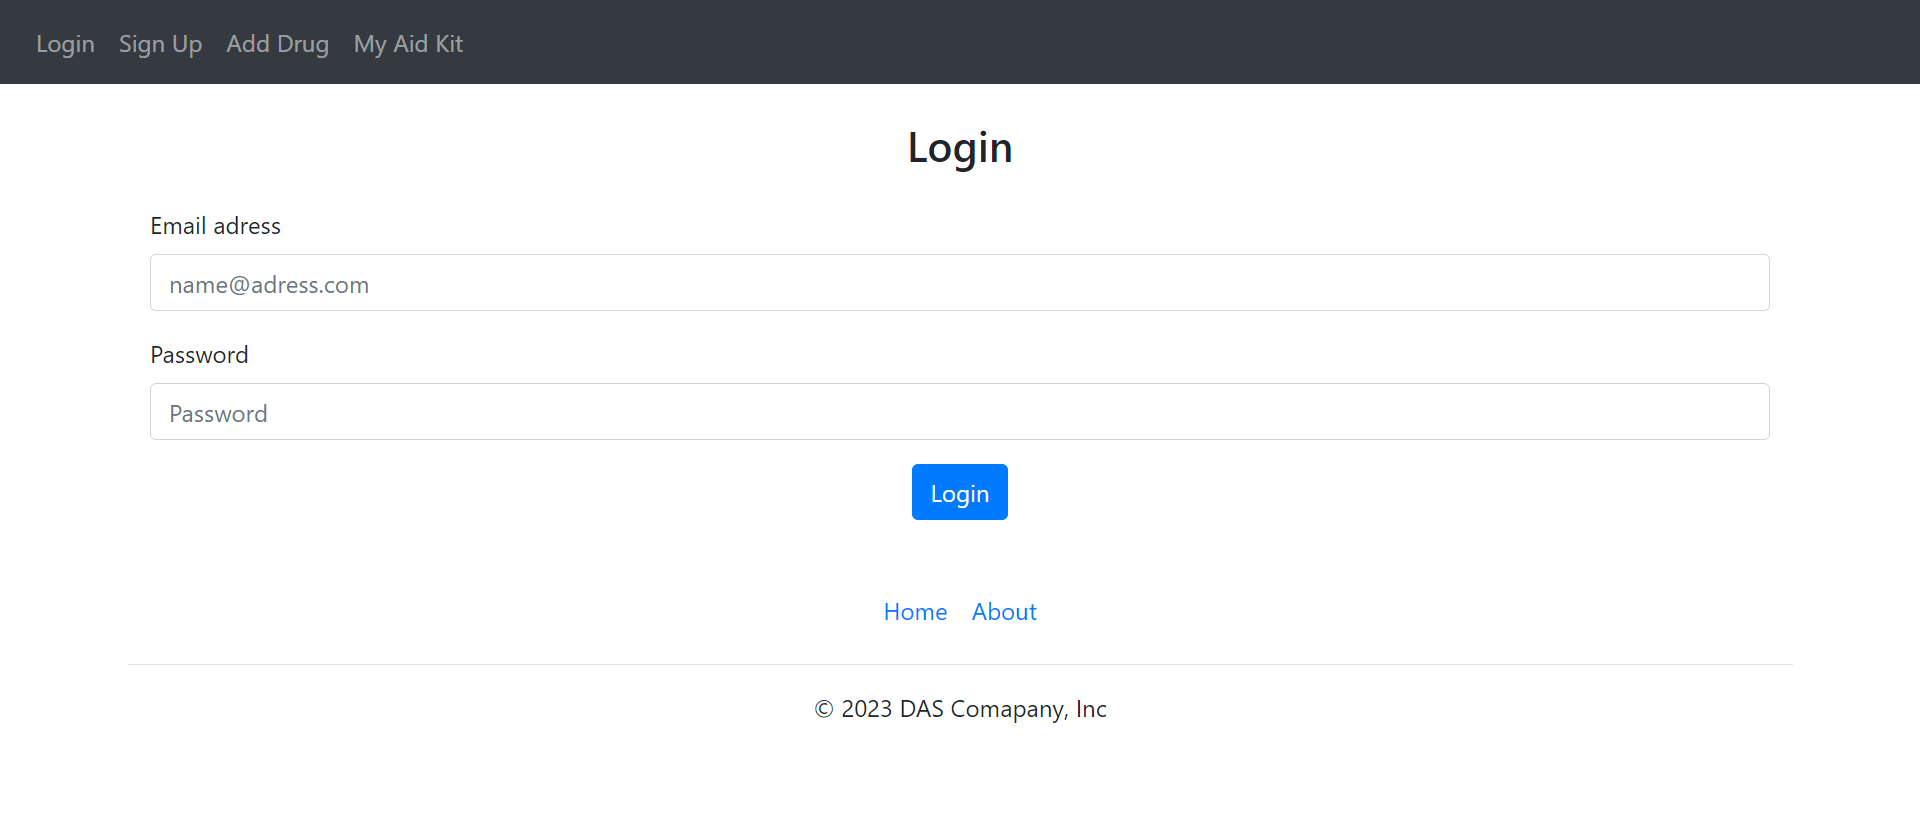 Login Sign Up Add Drug My Aid Kit
Login
Email adress
name@adress.com
Password
Password
Login
Home About
© 2023 DAS Comapany, Inc